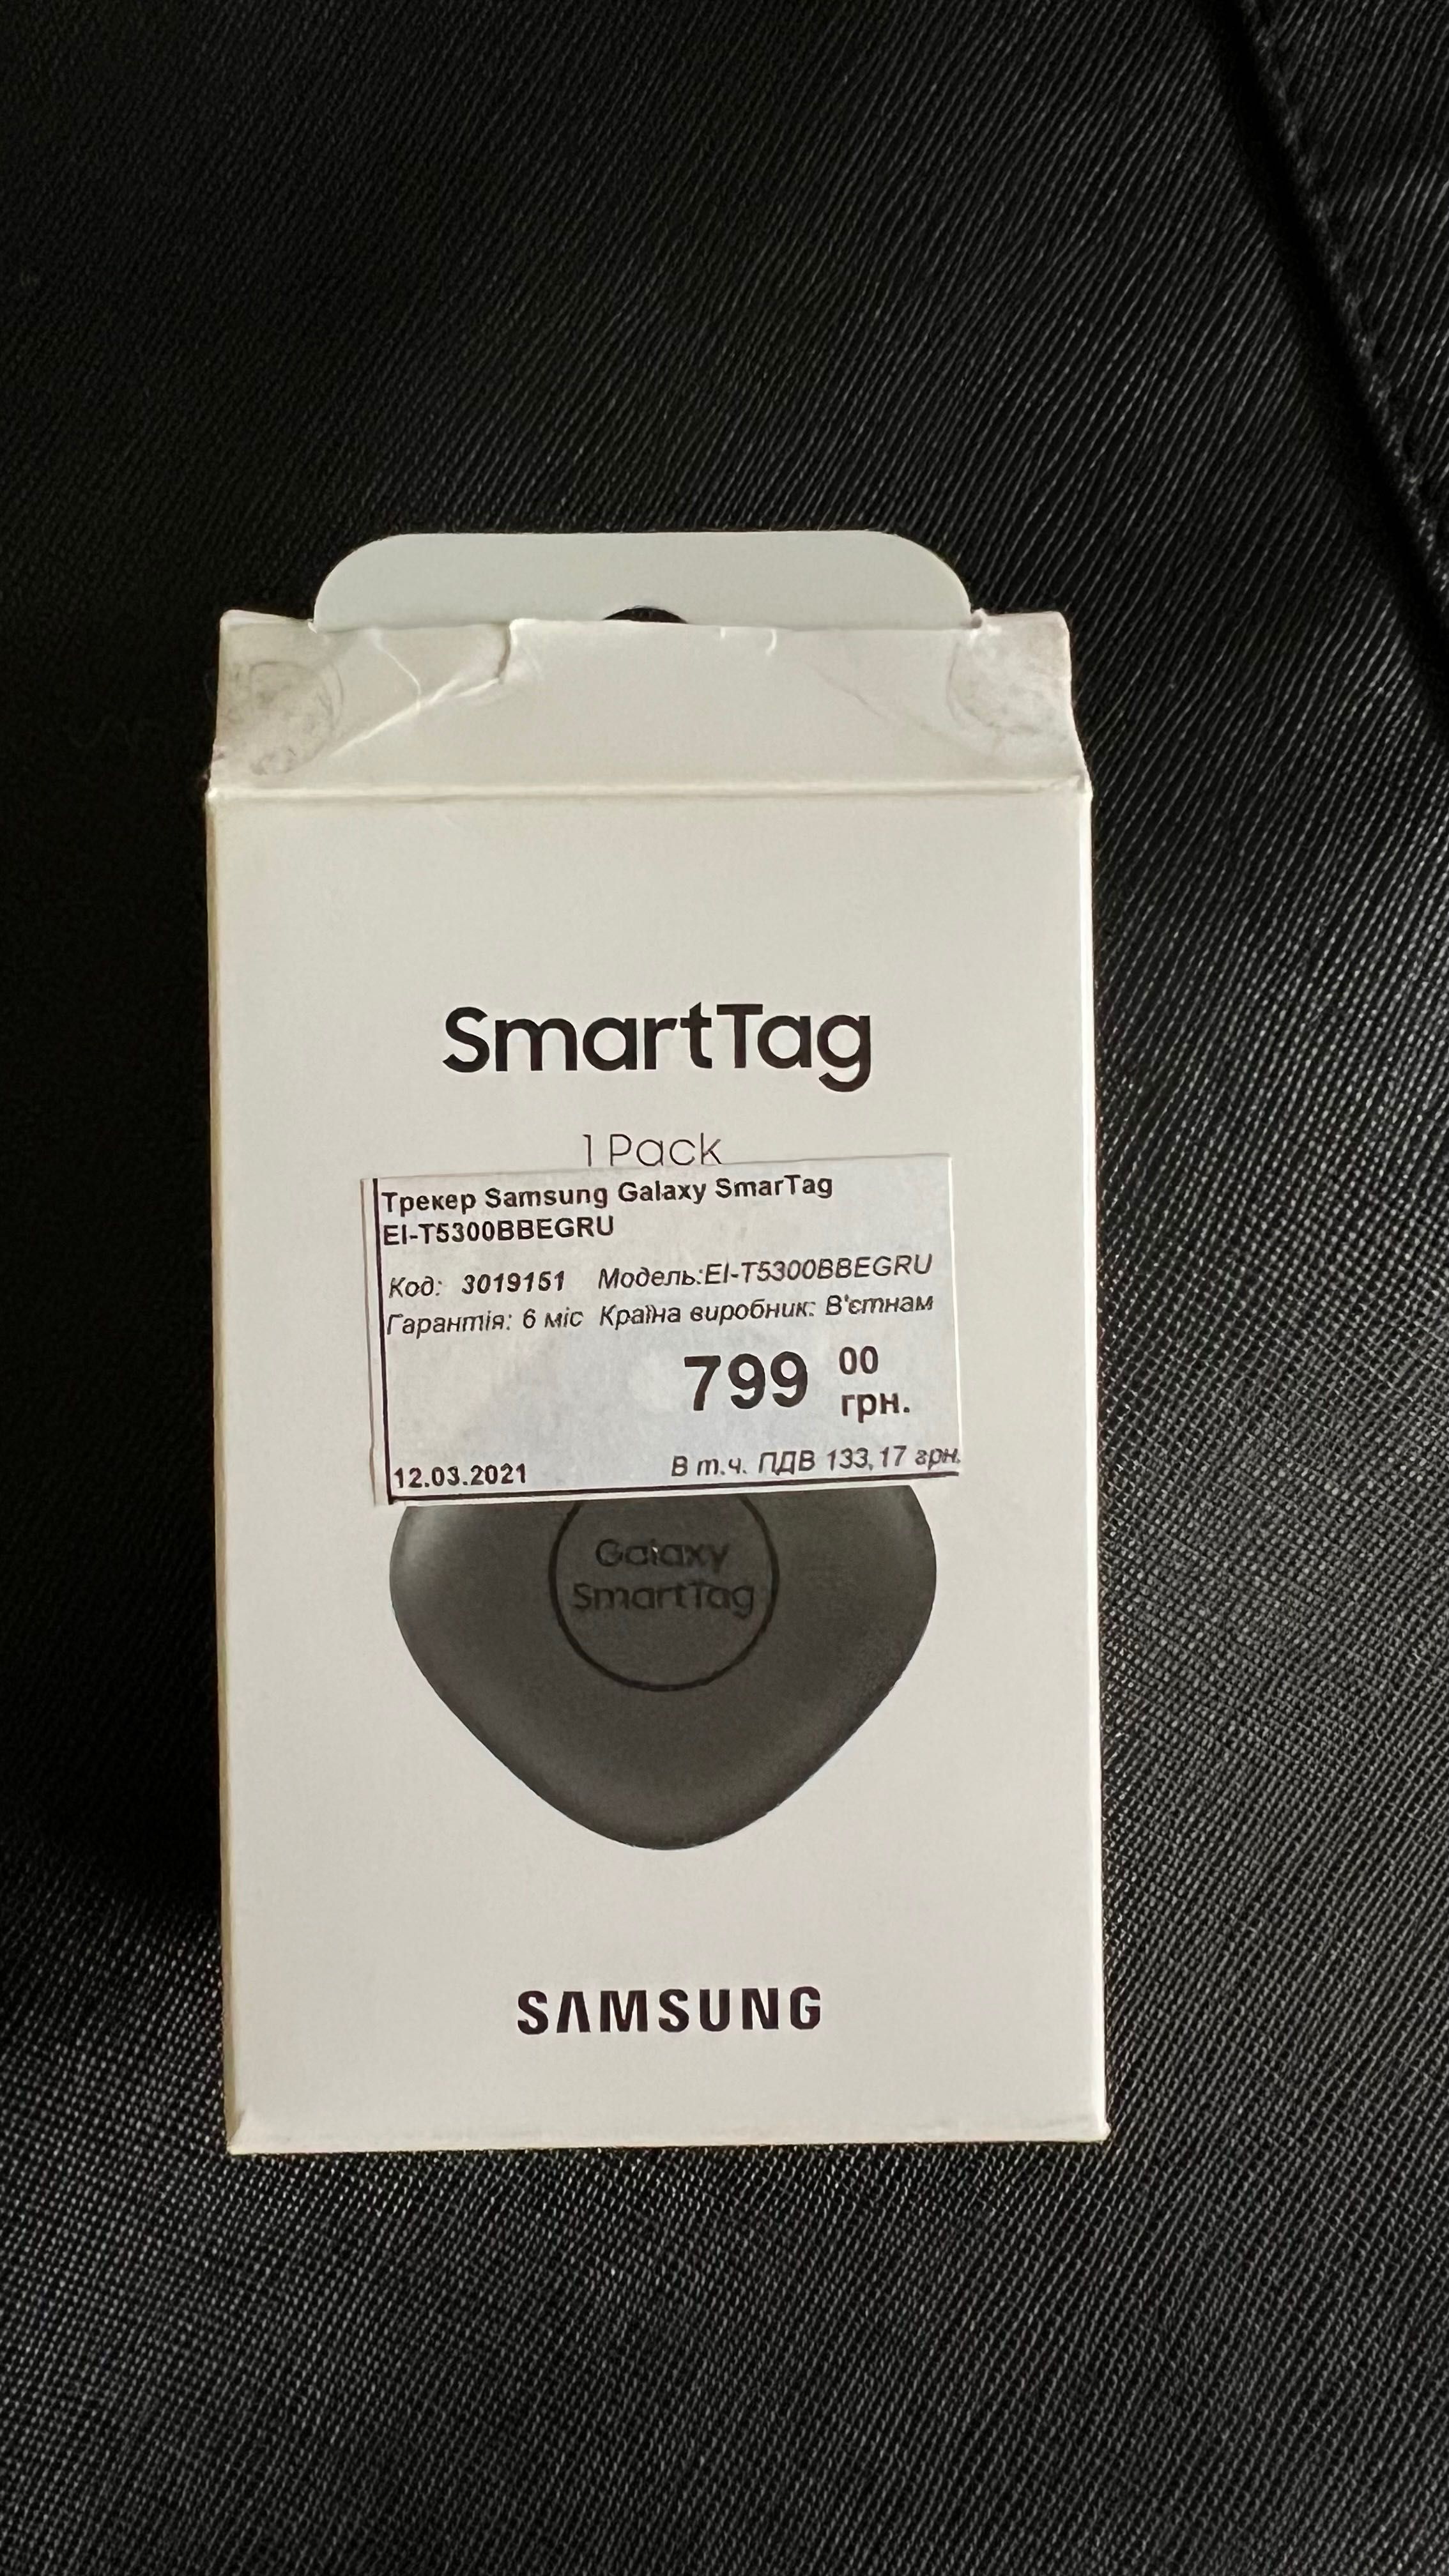 SmartTag
1 Pack
Трекер Samsung Galaxy SmarTag
EI-T5300BBEGRU
Код: 3019151 Модель:EI-T5300BBEGRU
Гарантія: 6 міс Країна виробник: В'єтнам
799 00
грн.
12.03.2021 В т.ч. ПДВ 133,17 грн.
Galaxy
SmartTag
SAMSUNG